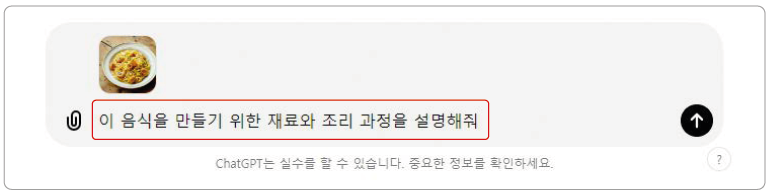 이 음식을 만들기 위한 재료와 조리 과정을 설명해줘
ChatGPT는 실수를 할 수 있습니다. 중요한 정보를 확인하세요.
?